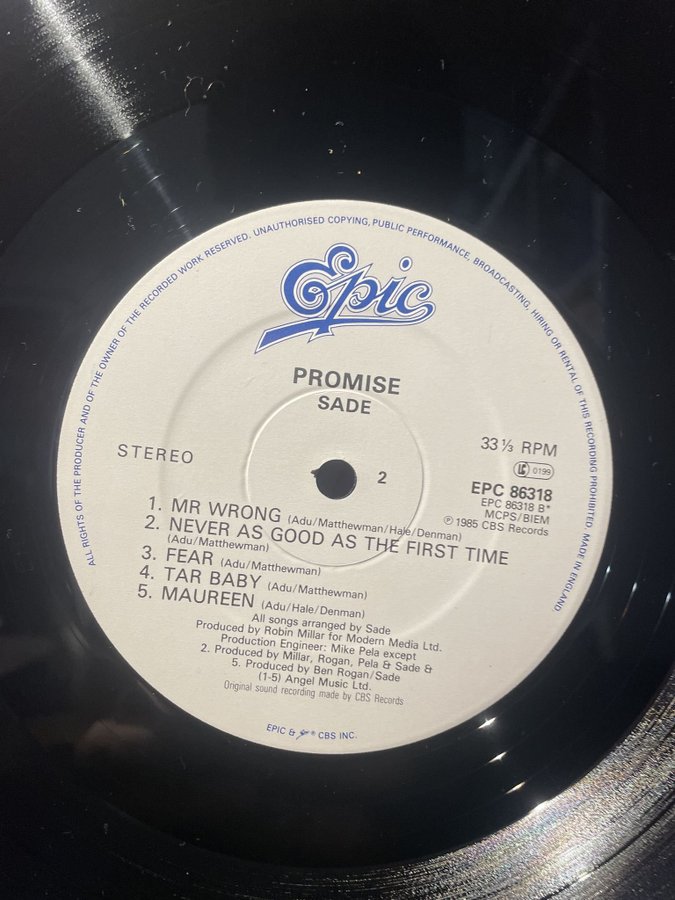 ALL RIGHTS OF THE PRODUCER AND OF THE OWNER OF THE RECORDED WORK RESERVED. UNAUTHORISED COPYING, PUBLIC PERFORMANCE, BROADCASTING, HIRING OR RENTAL OF THIS RECORDING PROHIBITED. MADE IN ENGLAND.
Epic
PROMISE
SADE
STEREO
33⅓ RPM
LC 0199
2
EPC 86318
EPC 86318 B*
MCPS/BIEM
℗ 1985 CBS Records
1. MR WRONG (Adu/Matthewman/Hale/Denman)
2. NEVER AS GOOD AS THE FIRST TIME
(Adu/Matthewman)
3. FEAR (Adu/Matthewman)
4. TAR BABY (Adu/Matthewman)
5. MAUREEN (Adu/Hale/Denman)
All songs arranged by Sade
Produced by Robin Millar for Modern Media Ltd.
Production Engineer: Mike Pela except
2. Produced by Millar, Rogan, Pela & Sade &
5. Produced by Ben Rogan/Sade
(1-5) Angel Music Ltd.
Original sound recording made by CBS Records
EPIC & ® CBS INC.